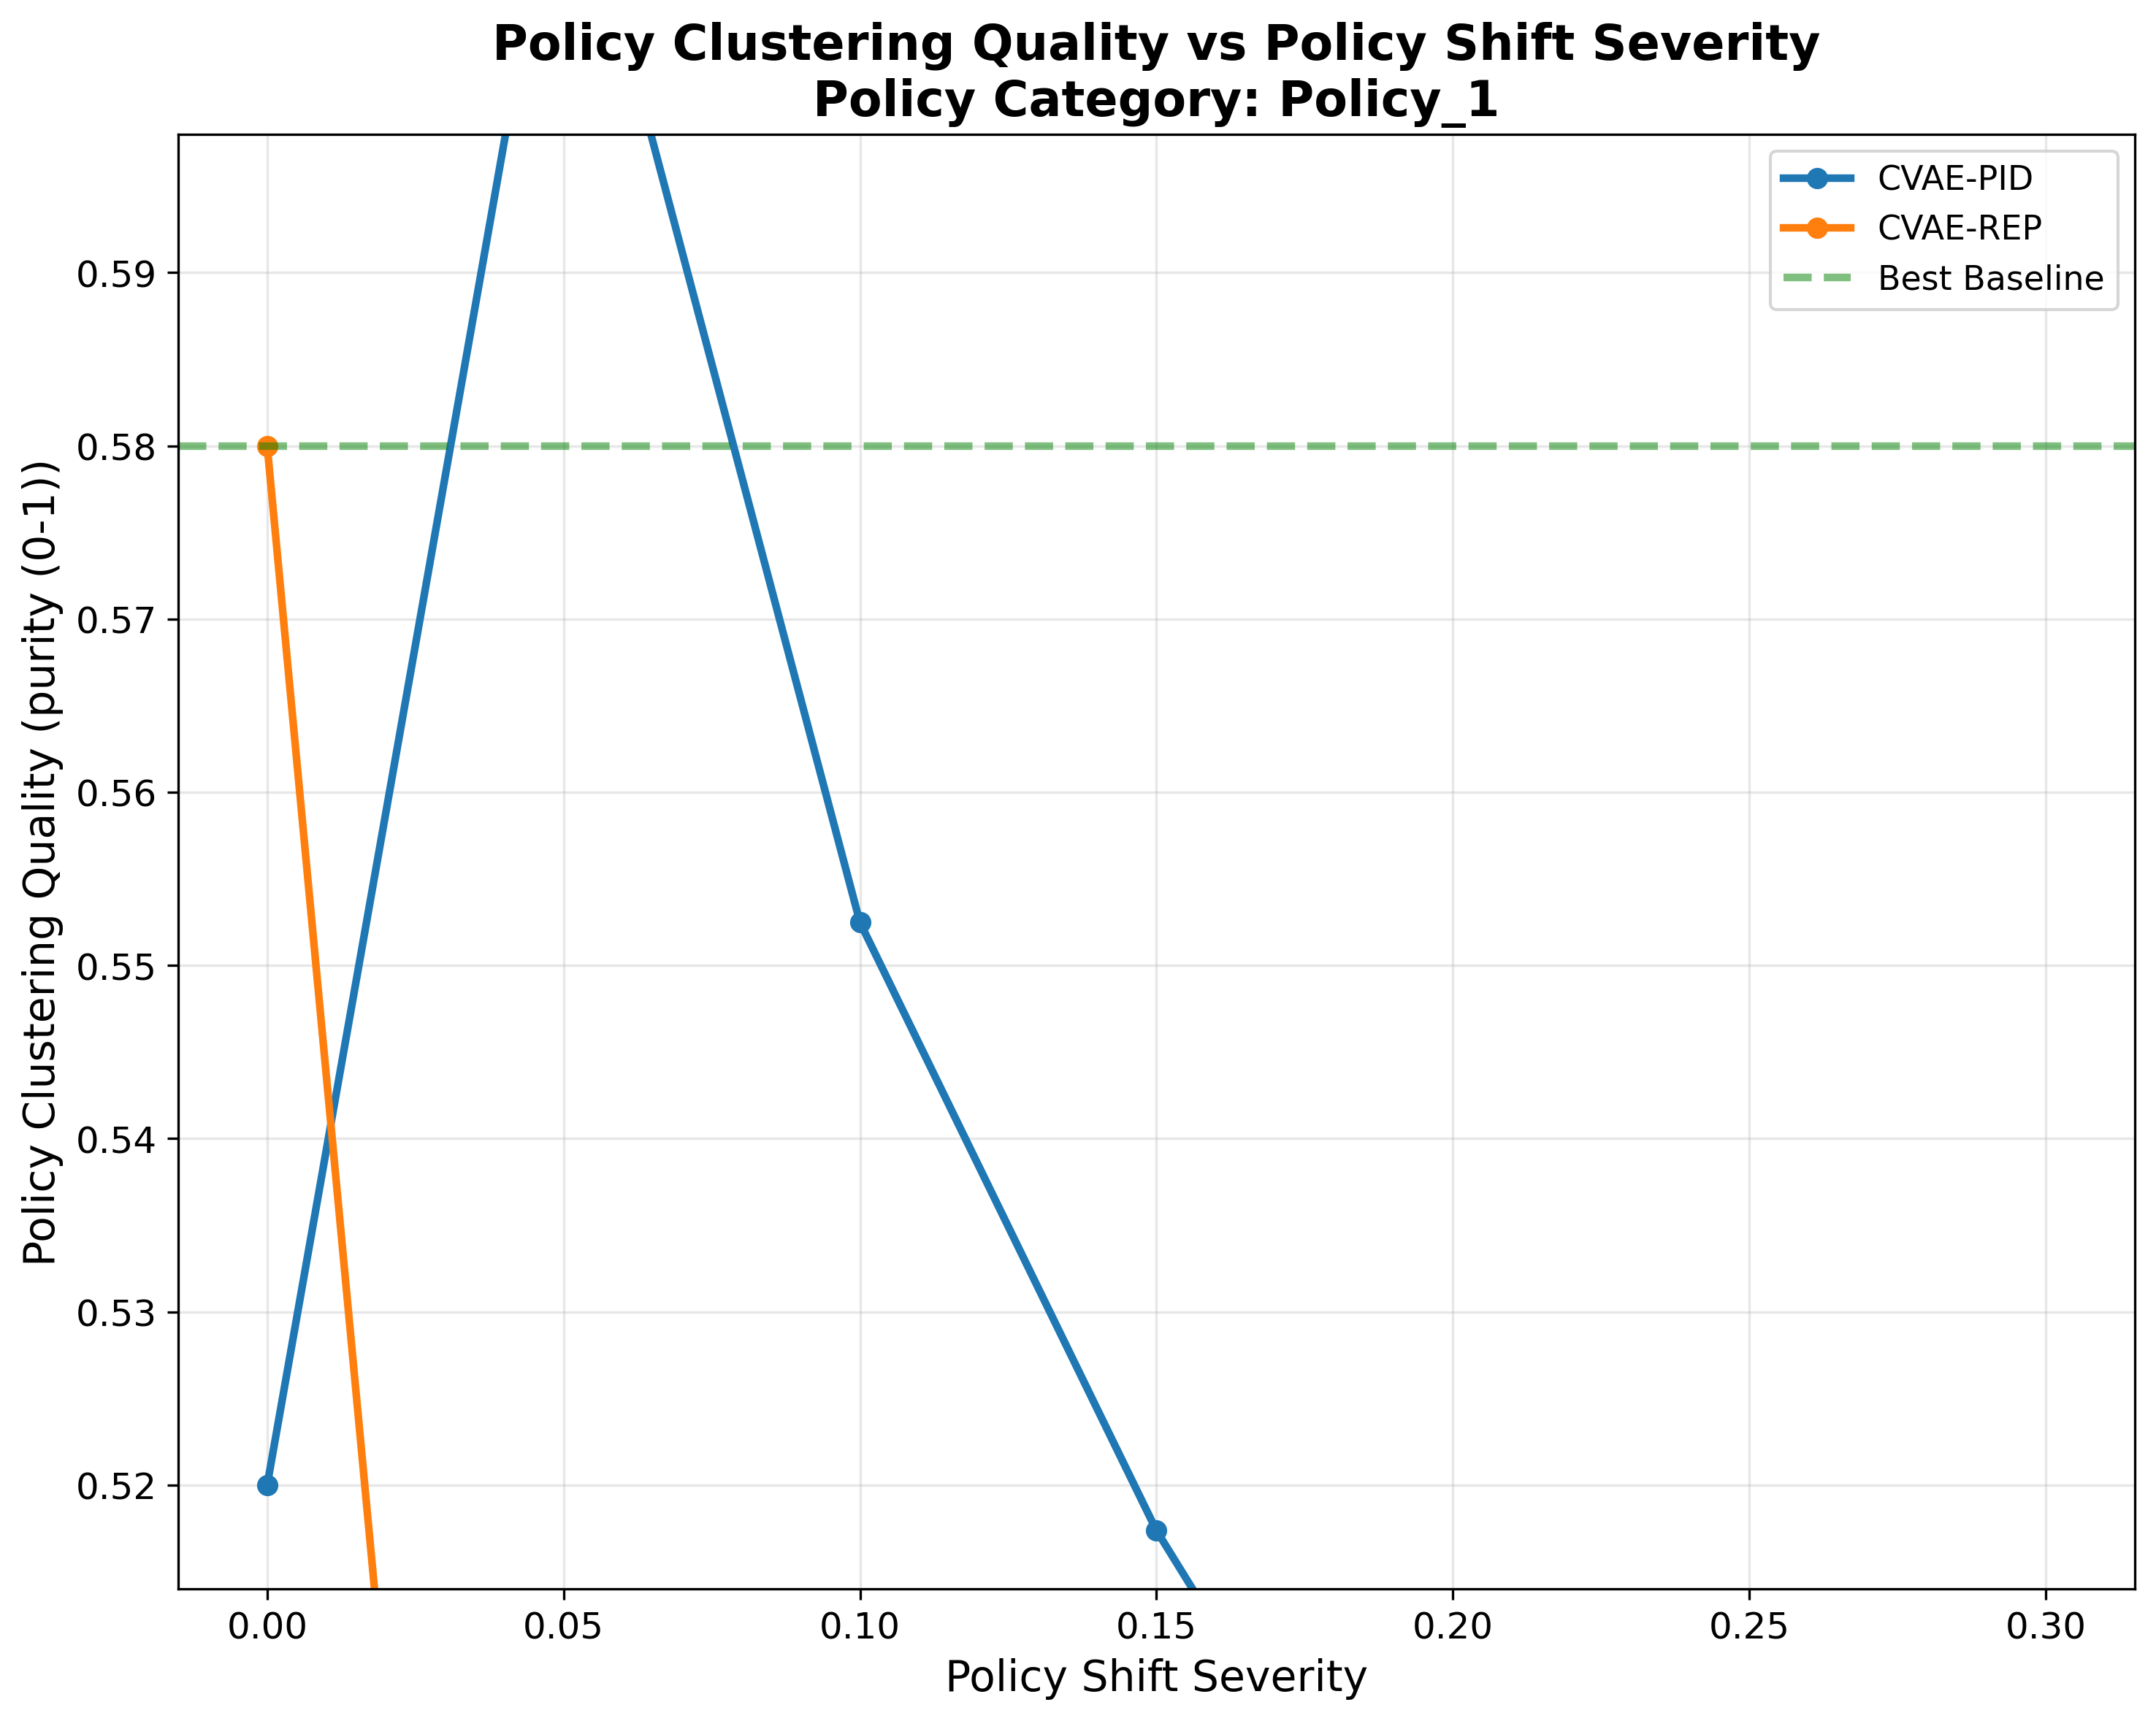 Policy Clustering Quality vs Policy Shift Severity
Policy Category: Policy_1
CVAE-PID
CVAE-REP
Best Baseline
Policy Clustering Quality (purity (0-1))
0.59
0.58
0.57
0.56
0.55
0.54
0.53
0.52
0.00 0.05 0.10 0.15 0.20 0.25 0.30
Policy Shift Severity